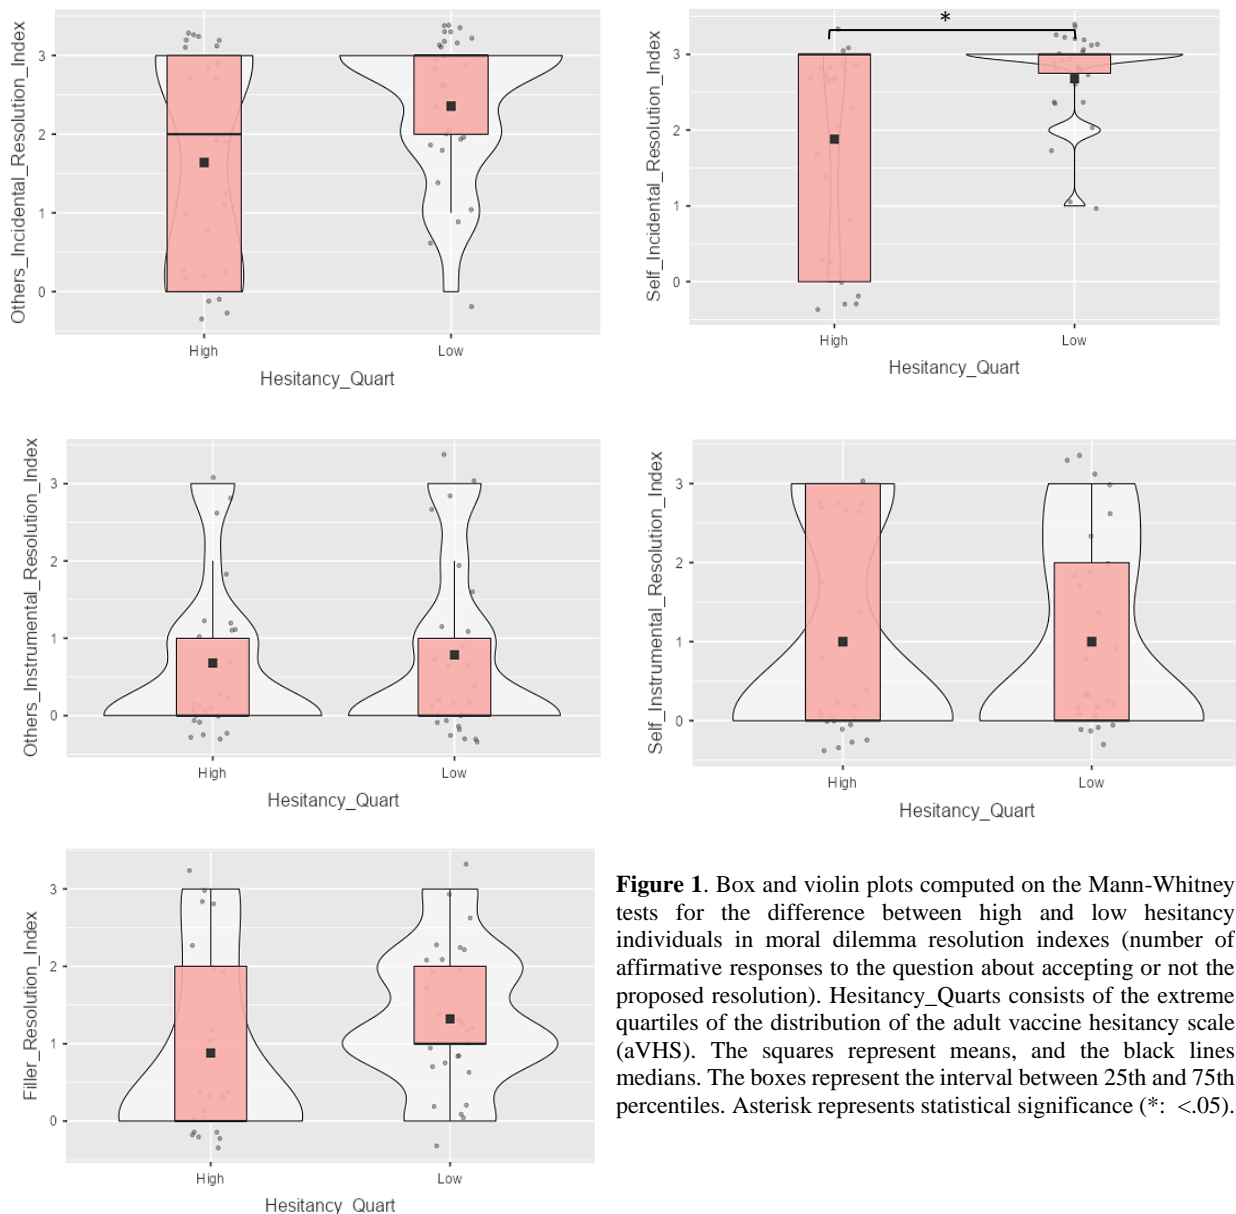 Others_Incidental_Resolution_Index
3
2
1
0
High
Low
Hesitancy_Quart
Self_Incidental_Resolution_Index
3
2
1
0
*
High
Low
Hesitancy_Quart
Others_Instrumental_Resolution_Index
3
2
1
0
High
Low
Hesitancy_Quart
Self_Instrumental_Resolution_Index
3
2
1
0
High
Low
Hesitancy_Quart
Filler_Resolution_Index
3
2
1
0
High
Low
Hesitancy_Quart
Figure 1. Box and violin plots computed on the Mann-Whitney
tests for the difference between high and low hesitancy
individuals in moral dilemma resolution indexes (number of
affirmative responses to the question about accepting or not the
proposed resolution). Hesitancy_Quarts consists of the extreme
quartiles of the distribution of the adult vaccine hesitancy scale
(aVHS). The squares represent means, and the black lines
medians. The boxes represent the interval between 25th and 75th
percentiles. Asterisk represents statistical significance (*: <.05).